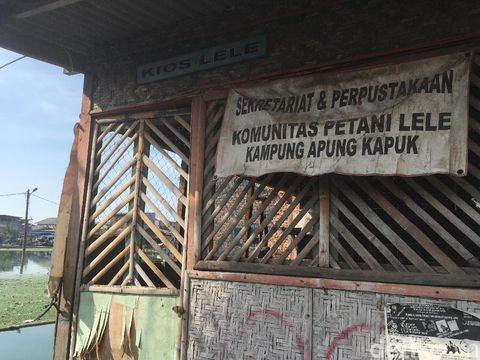 KIOS LELE
SEKRETARIAT & PERPUSTAKAAN
KOMUNITAS PETANI LELE
KAMPUNG APUNG KAPUK